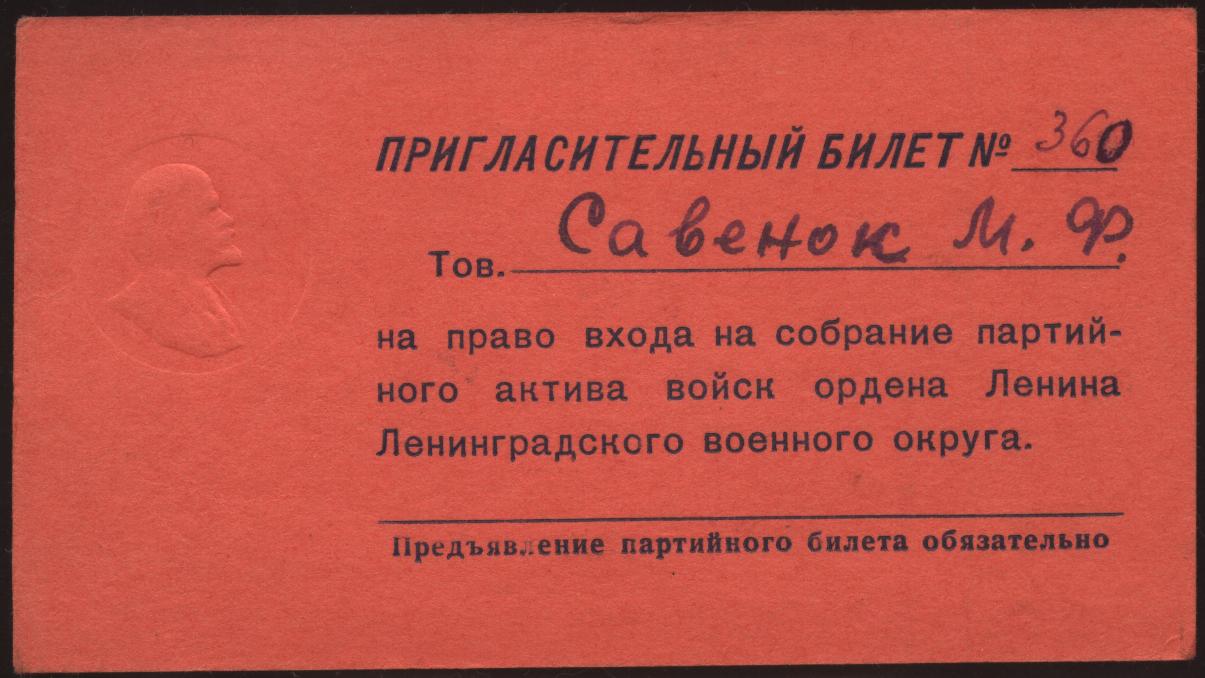 ПРИГЛАСИТЕЛЬНЫЙ БИЛЕТ № 360
Тов. Савенок М. Ф.
на право входа на собрание партий-
ного актива войск ордена Ленина
Ленинградского военного округа.
Предъявление партийного билета обязательно